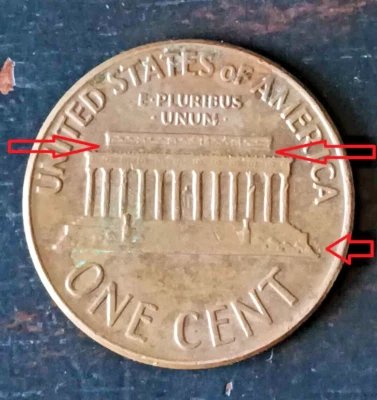 UNITED STATES OF AMERICA
E·PLURIBUS
·UNUM·
ONE CENT